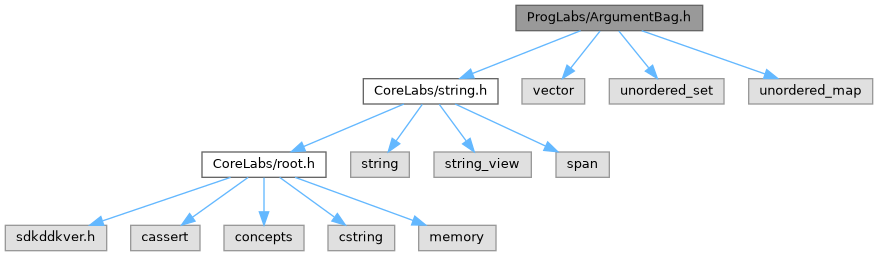 ProgLabs/ArgumentBag.h
CoreLabs/string.h
vector
unordered_set
unordered_map
CoreLabs/root.h
string
string_view
span
sdkddkver.h
cassert
concepts
cstring
memory